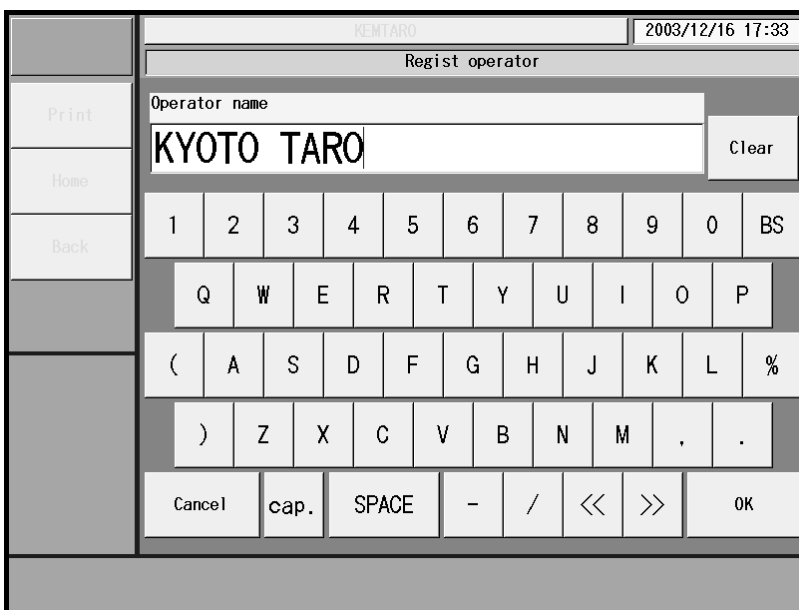 KEMTARO 2003/12/16 17:33
Regist operator
Print
Home
Back
Operator name
KYOTO TARO
Clear
1 2 3 4 5 6 7 8 9 0 BS
Q W E R T Y U I O P
( A S D F G H J K L %
) Z X C V B N M , .
Cancel cap. SPACE - / << >> OK